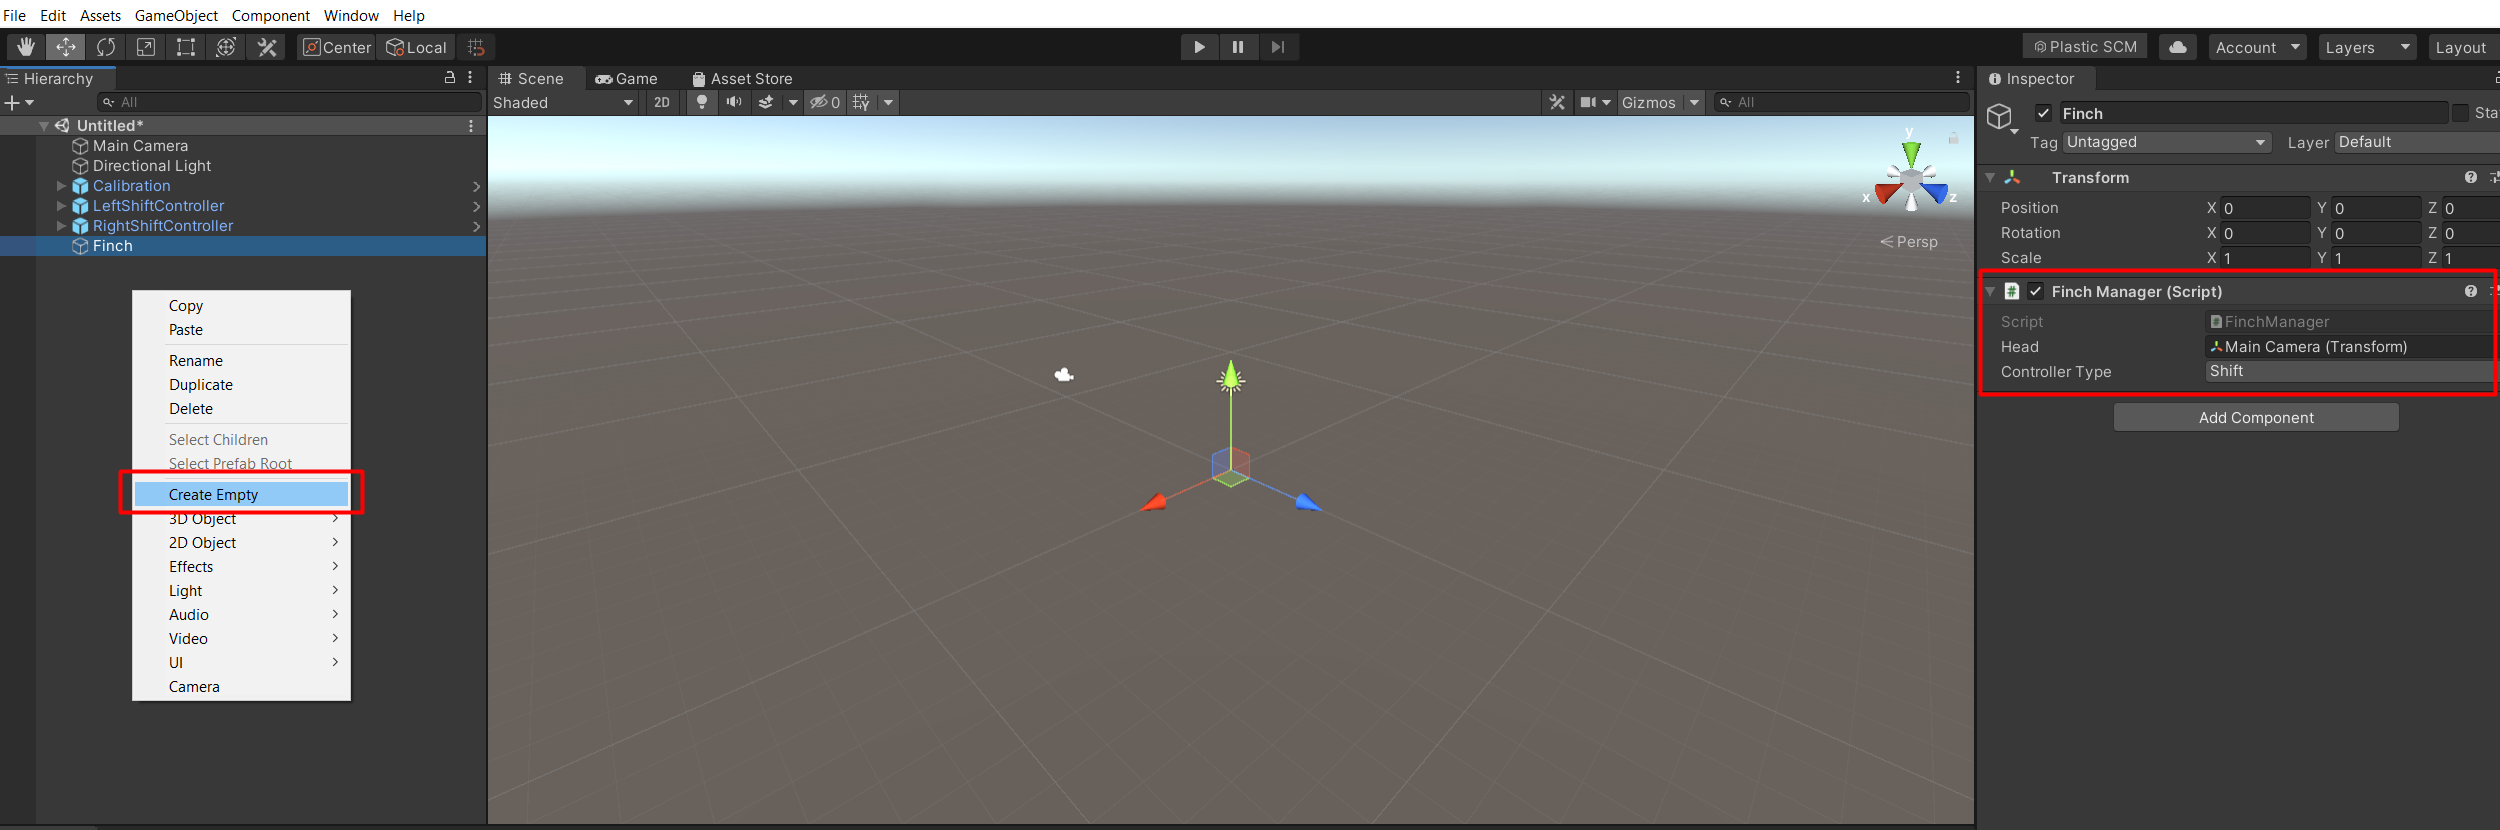 File Edit Assets GameObject Component Window Help
Center Local Plastic SCM Account Layers Layout
Hierarchy
All
Untitled*
Main Camera
Directional Light
Calibration
LeftShiftController
RightShiftController
Finch
Copy
Paste
Rename
Duplicate
Delete
Select Children
Select Prefab Root
Create Empty
3D Object
2D Object
Effects
Light
Audio
Video
UI
Camera
Scene Game Asset Store
Shaded 2D 0 Gizmos All
y
x z
Persp
Inspector
Finch Sta
Tag Untagged Layer Default
Transform
Position X 0 Y 0 Z 0
Rotation X 0 Y 0 Z 0
Scale X 1 Y 1 Z 1
# Finch Manager (Script)
Script # FinchManager
Head Main Camera (Transform)
Controller Type Shift
Add Component